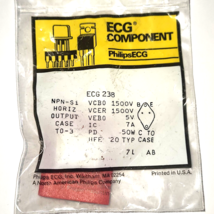 ECG®
COMPONENT
PhilipsECG
ECG 238
NPN-Si VCBO 1500V B E
HORIZ VCER 1500V
OUTPUT VEBO 5V
CASE IC 7A
TO-3 PD 50W C TO
HFE 20 TYP CASE
7L AB
Philips ECG, Inc. Waltham, MA 02254
A North American Philips Company
Printed in U.S.A.